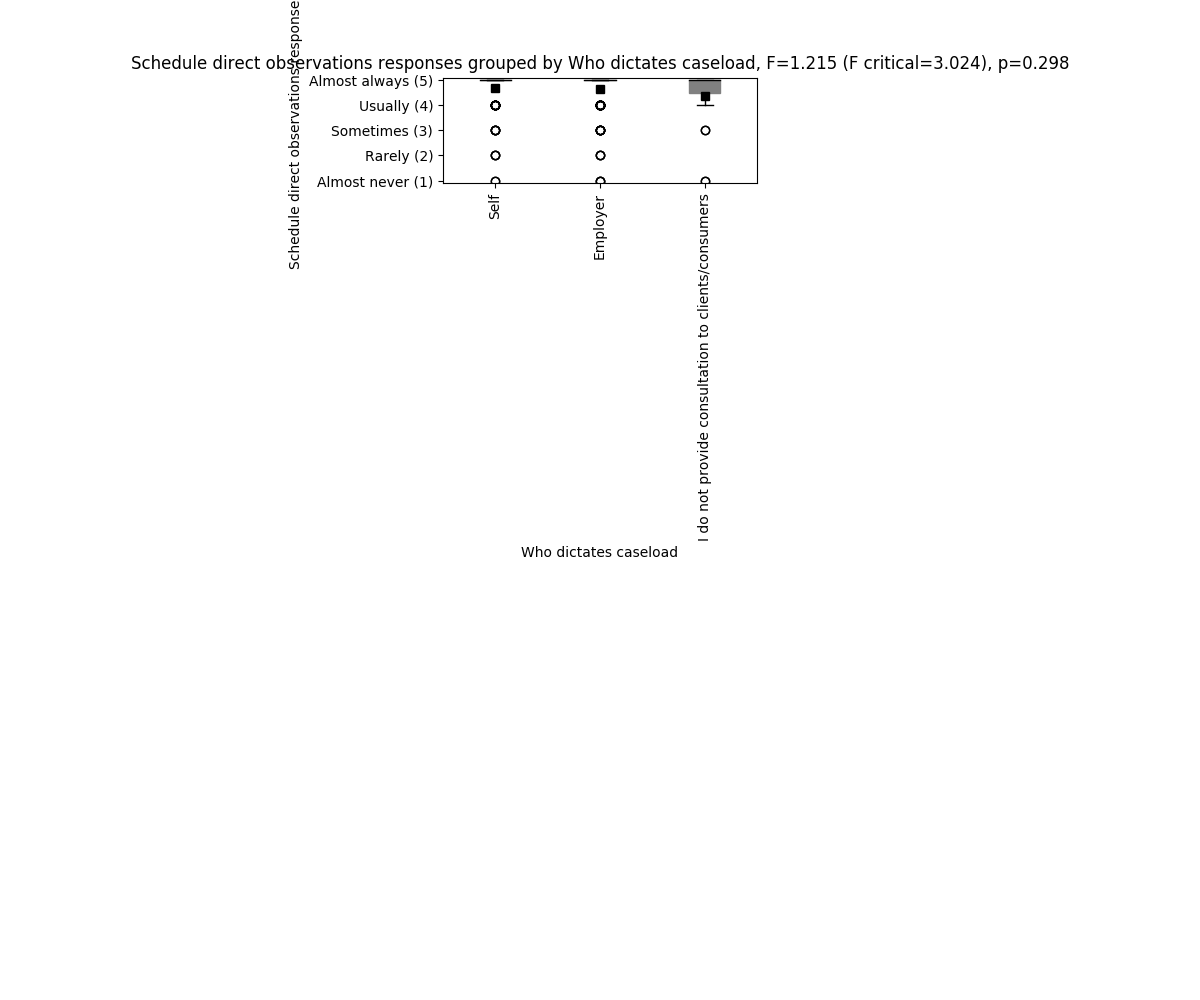 Schedule direct observations responses grouped by Who dictates caseload, F=1.215 (F critical=3.024), p=0.298
Schedule direct observations response
Almost always (5)
Usually (4)
Sometimes (3)
Rarely (2)
Almost never (1)
Self
Employer
I do not provide consultation to clients/consumers
Who dictates caseload